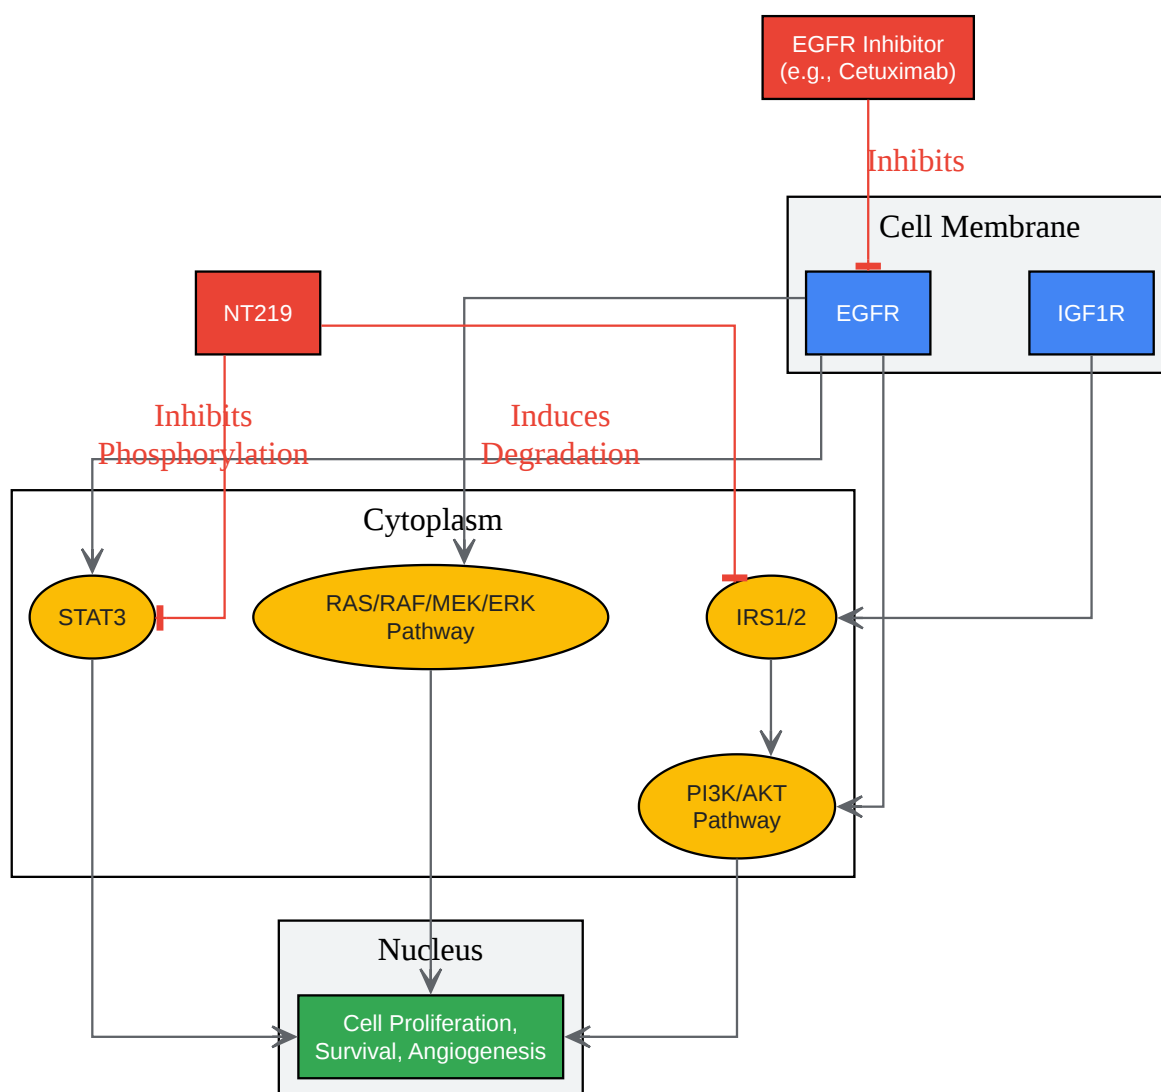 EGFR Inhibitor
(e.g., Cetuximab)
Inhibits
Cell Membrane
NT219
EGFR
IGF1R
Inhibits
Phosphorylation
Induces
Degradation
Cytoplasm
STAT3
RAS/RAF/MEK/ERK
Pathway
IRS1/2
PI3K/AKT
Pathway
Nucleus
Cell Proliferation,
Survival, Angiogenesis